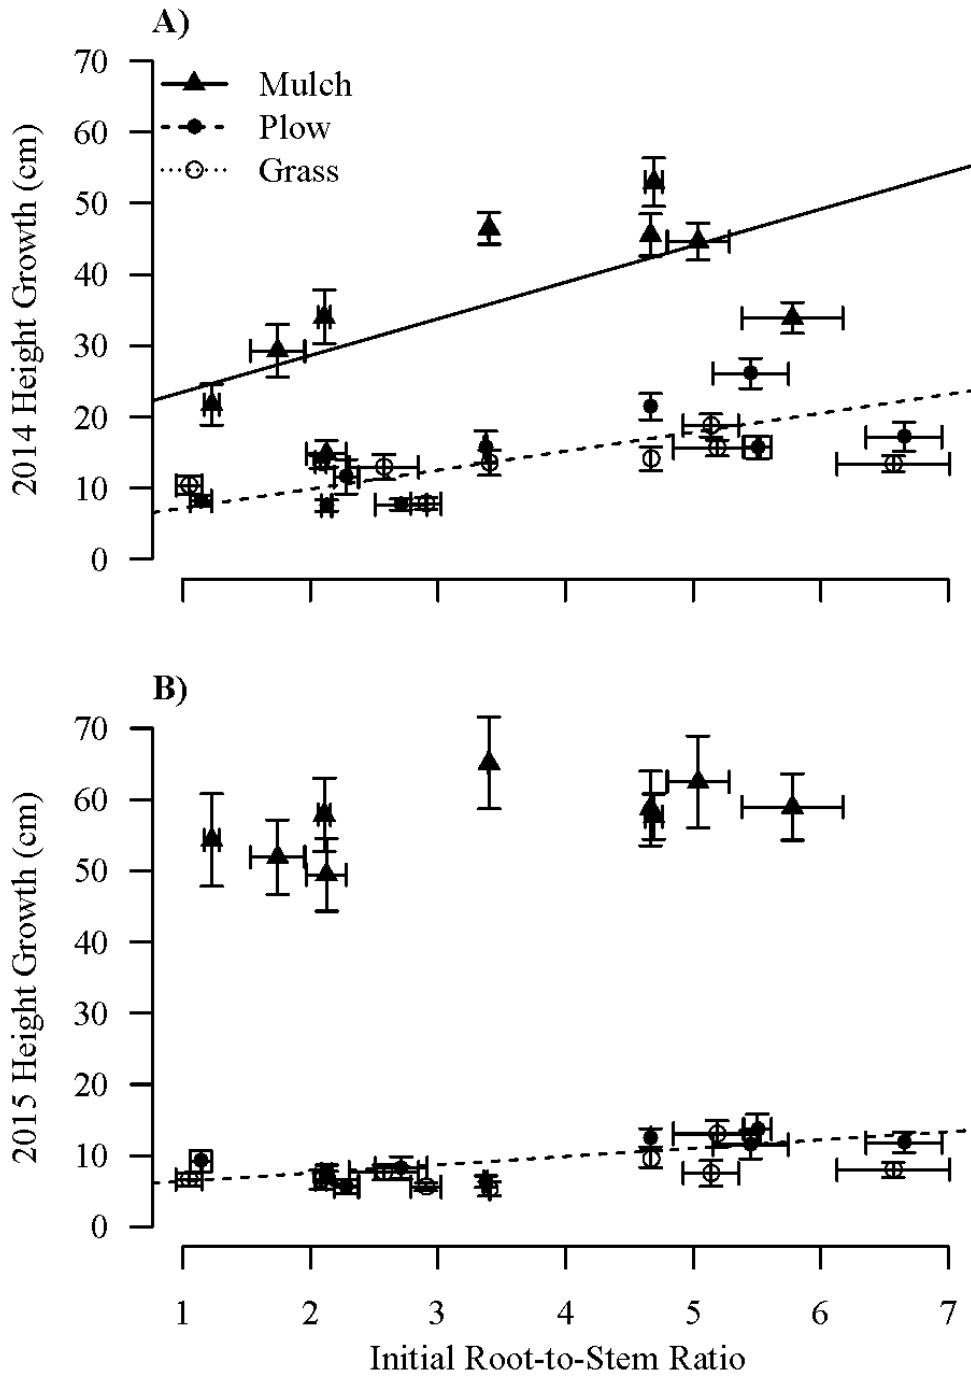 A)
70
60
50
40
30
20
10
0
2014 Height Growth (cm)
Mulch
Plow
Grass
B)
70
60
50
40
30
20
10
0
2015 Height Growth (cm)
1 2 3 4 5 6 7
Initial Root-to-Stem Ratio